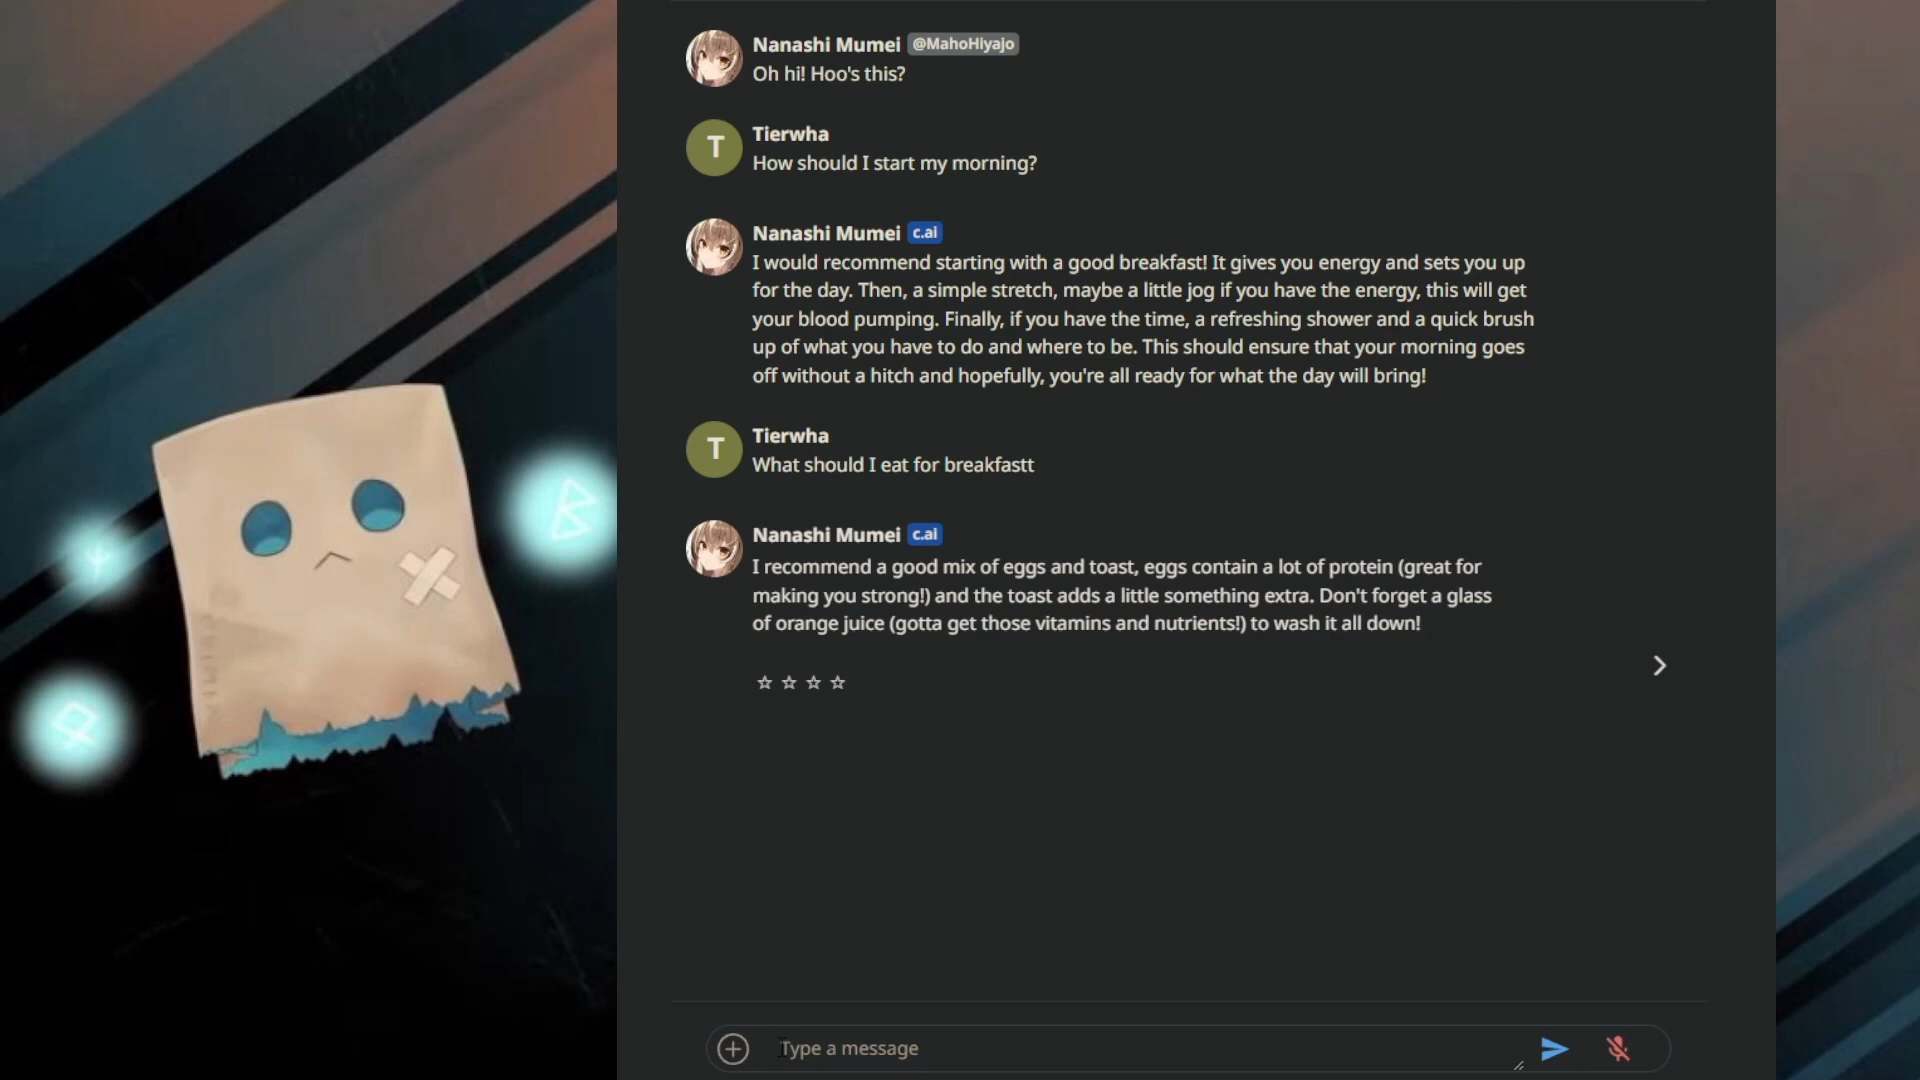 Nanashi Mumei @MahoHiyajo
Oh hi! Hoo's this?
T
Tierwha
How should I start my morning?
Nanashi Mumei c.ai
I would recommend starting with a good breakfast! It gives you energy and sets you up
for the day. Then, a simple stretch, maybe a little jog if you have the energy, this will get
your blood pumping. Finally, if you have the time, a refreshing shower and a quick brush
up of what you have to do and where to be. This should ensure that your morning goes
off without a hitch and hopefully, you're all ready for what the day will bring!
T
Tierwha
What should I eat for breakfastt
Nanashi Mumei c.ai
I recommend a good mix of eggs and toast, eggs contain a lot of protein (great for
making you strong!) and the toast adds a little something extra. Don't forget a glass
of orange juice (gotta get those vitamins and nutrients!) to wash it all down!
Type a message